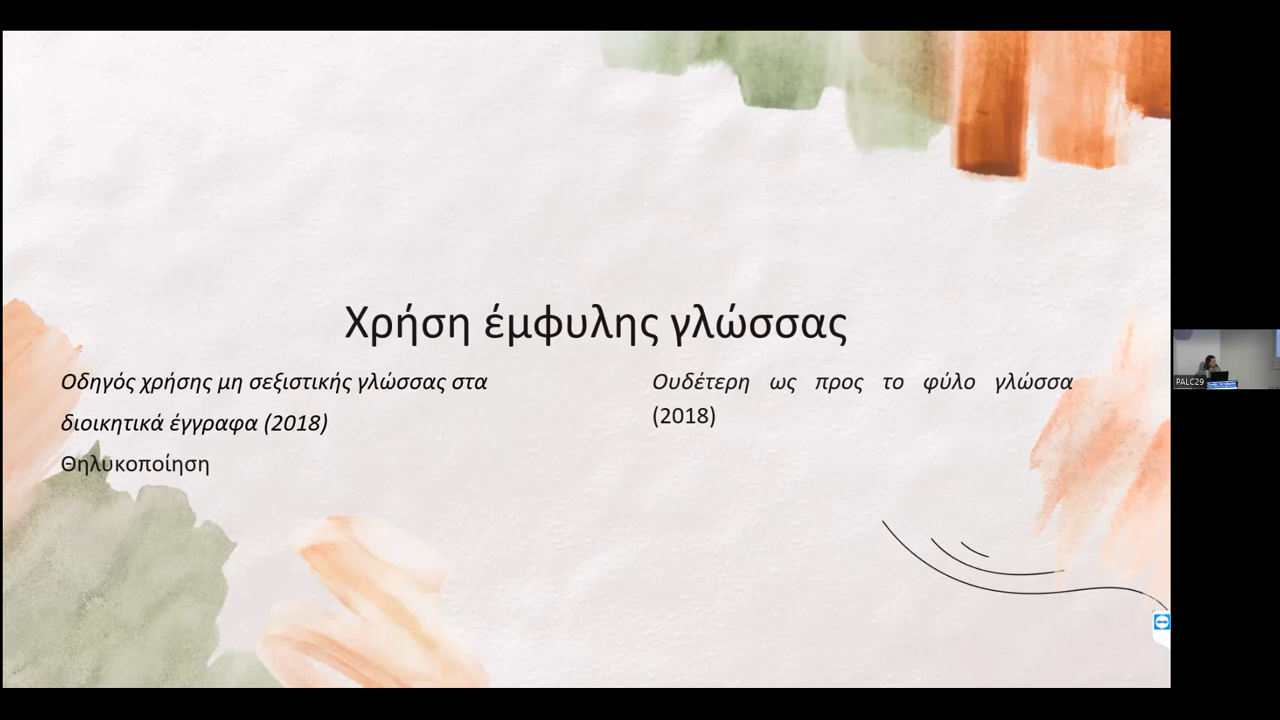 Χρήση έμφυλης γλώσσας
Οδηγός χρήσης μη σεξιστικής γλώσσας στα
διοικητικά έγγραφα (2018)
Θηλυκοποίηση
Ουδέτερη ως προς το φύλο γλώσσα
(2018)
PALC29